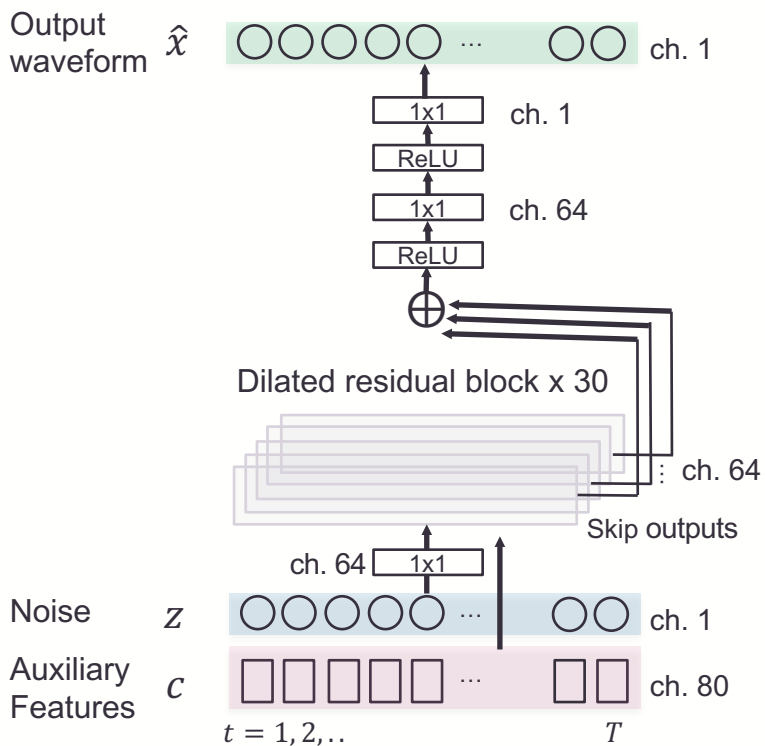 Output
waveform x̂ ... ch. 1
1x1 ch. 1
ReLU
1x1 ch. 64
ReLU
Dilated residual block x 30
⋮ ch. 64
Skip outputs
ch. 64 1x1
Noise z ... ch. 1
Auxiliary
Features c ... ch. 80
t = 1, 2, . . T